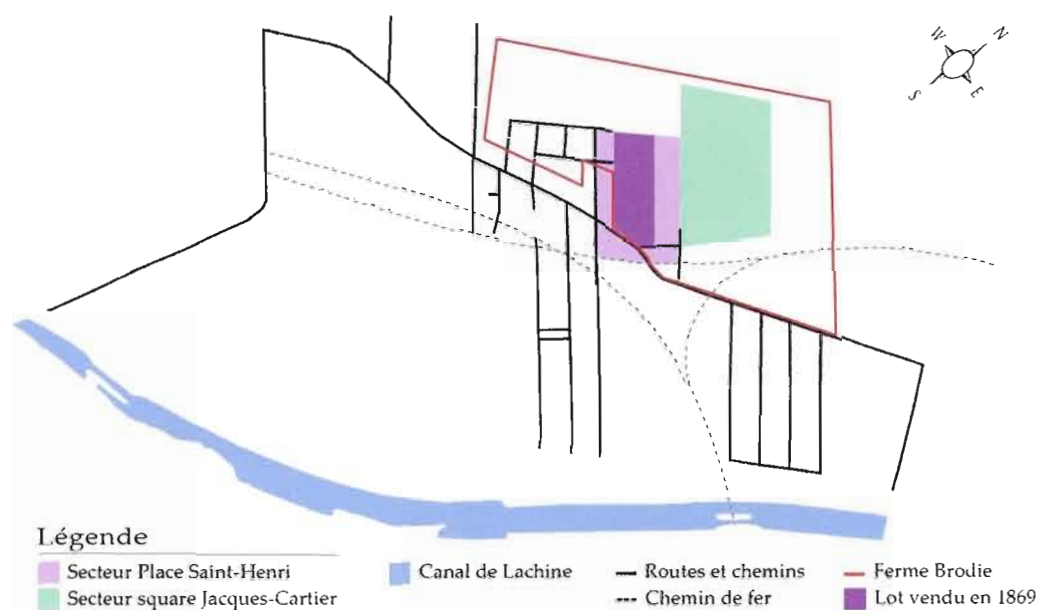 W N
S E
Légende
Secteur Place Saint-Henri
Secteur square Jacques-Cartier
Canal de Lachine
Routes et chemins
Chemin de fer
Ferme Brodie
Lot vendu en 1869